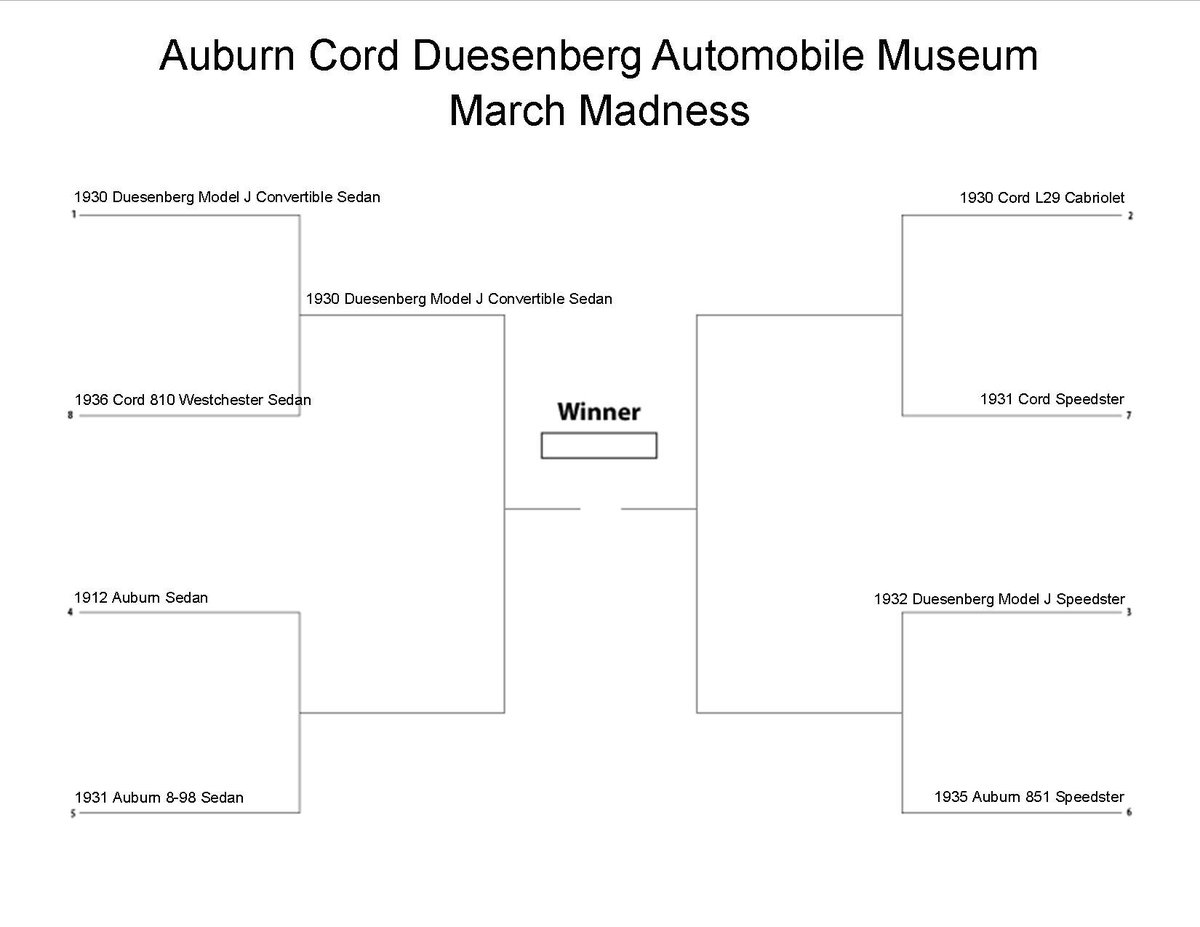 Auburn Cord Duesenberg Automobile Museum
March Madness
1930 Duesenberg Model J Convertible Sedan
1
1930 Cord L29 Cabriolet
2
1930 Duesenberg Model J Convertible Sedan
1936 Cord 810 Westchester Sedan
8
1931 Cord Speedster
7
Winner
1912 Auburn Sedan
4
1932 Duesenberg Model J Speedster
3
1931 Auburn 8-98 Sedan
5
1935 Auburn 851 Speedster
6